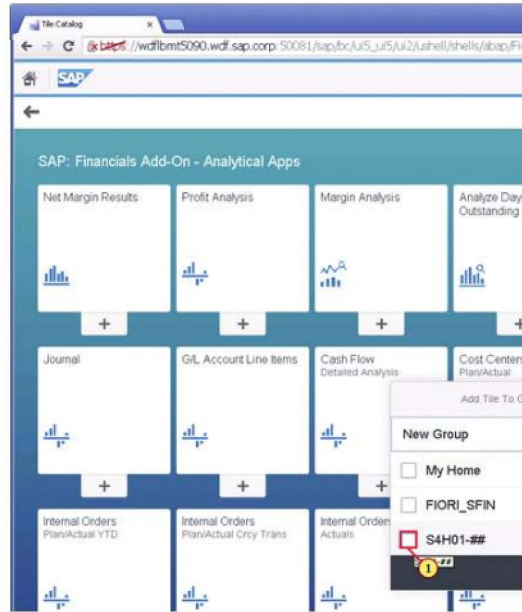 Tile Catalog
https://wdflbmt5090.wdf.sap.corp:50081/sap/bc/ui5_ui5/ui2/ushell/shells/abap/Fi
SAP
SAP: Financials Add-On - Analytical Apps
Net Margin Results
Profit Analysis
Margin Analysis
Analyze Day
Outstanding
Journal
G/L Account Line Items
Cash Flow
Detailed Analysis
Cost Centers
Plan/Actual
Add Tile To G
New Group
My Home
FIORI_SFIN
S4H01-##
1
Internal Orders
Plan/Actual YTD
Internal Orders
Plan/Actual Crcy Trans
Internal Orders
Actuals